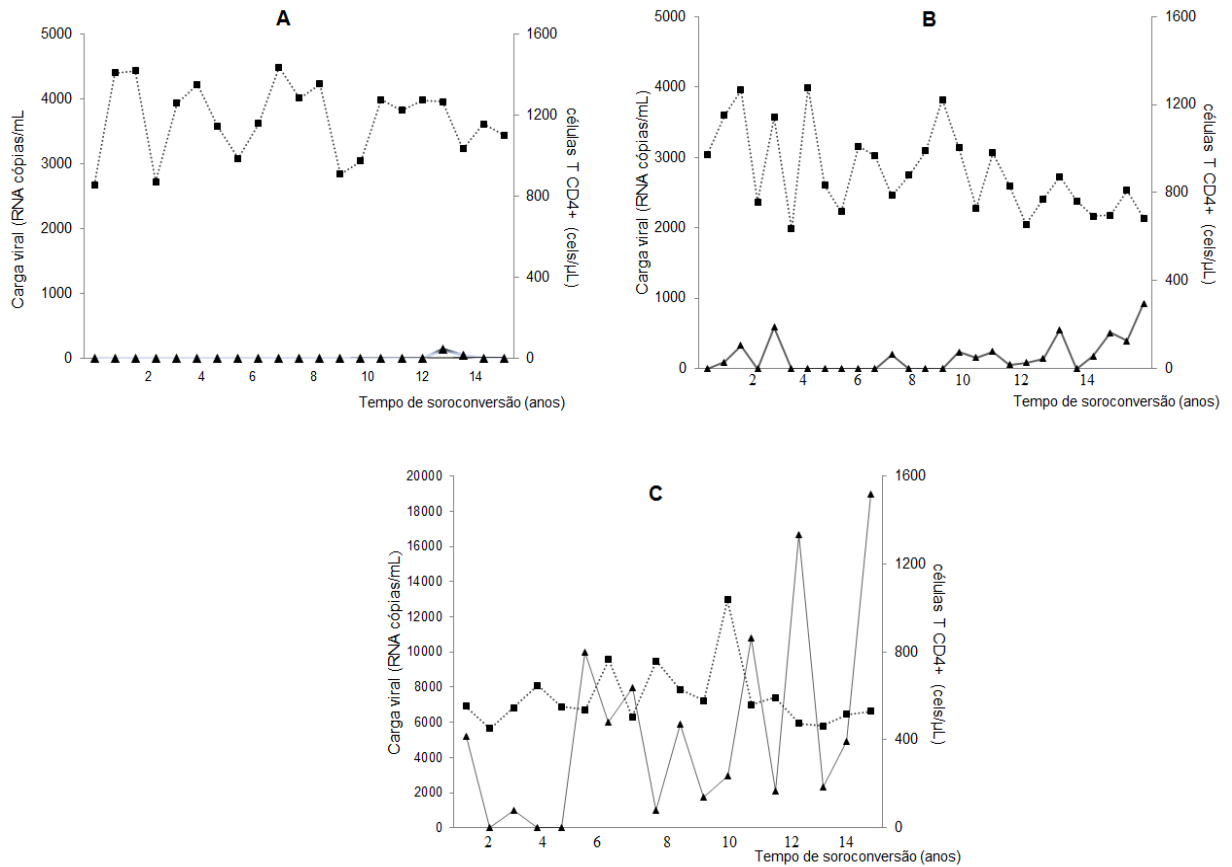 A
Carga viral (RNA cópias/mL
5000
4000
3000
2000
1000
0
1600
1200
800
400
0
células T CD4+ (cels/µL)
2 4 6 8 10 12 14
Tempo de soroconversão (anos)
B
Carga viral (RNA cópias/mL)
5000
4000
3000
2000
1000
0
1600
1200
800
400
0
células T CD4+ (cels/µL)
2 4 6 8 10 12 14
Tempo de soroconversão (anos)
C
Carga viral (RNA cópias/mL)
20000
18000
16000
14000
12000
10000
8000
6000
4000
2000
0
1600
1200
800
400
0
células T CD4+ (cels/µL)
2 4 6 8 10 12 14
Tempo de soroconversão (anos)